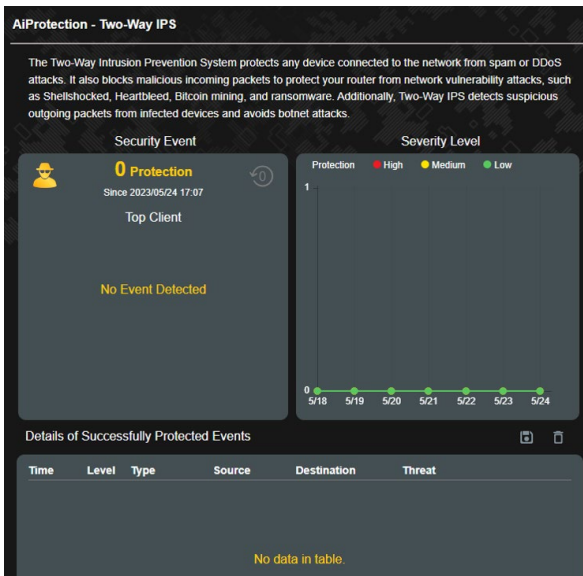 AiProtection - Two-Way IPS
The Two-Way Intrusion Prevention System protects any device connected to the network from spam or DDoS
attacks. It also blocks malicious incoming packets to protect your router from network vulnerability attacks, such
as Shellshocked, Heartbleed, Bitcoin mining, and ransomware. Additionally, Two-Way IPS detects suspicious
outgoing packets from infected devices and avoids botnet attacks.
Security Event
0 Protection
0
Since 2023/05/24 17:07
Top Client
No Event Detected
Severity Level
Protection High Medium Low
1
0
5/18 5/19 5/20 5/21 5/22 5/23 5/24
Details of Successfully Protected Events
Time Level Type Source Destination Threat
No data in table.